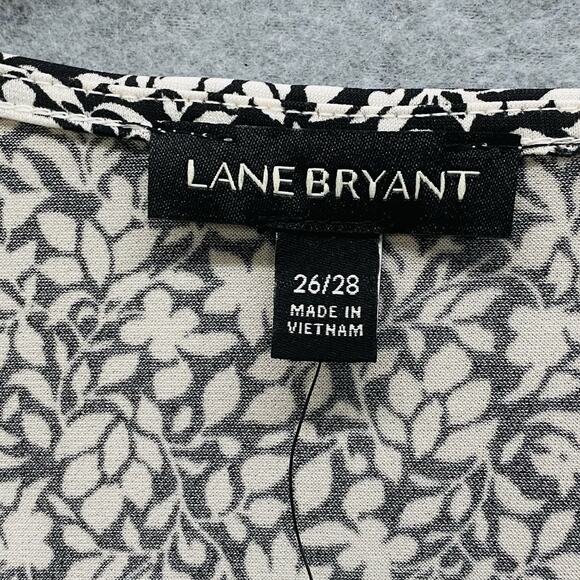 LANE BRYANT
26/28
MADE IN
VIETNAM